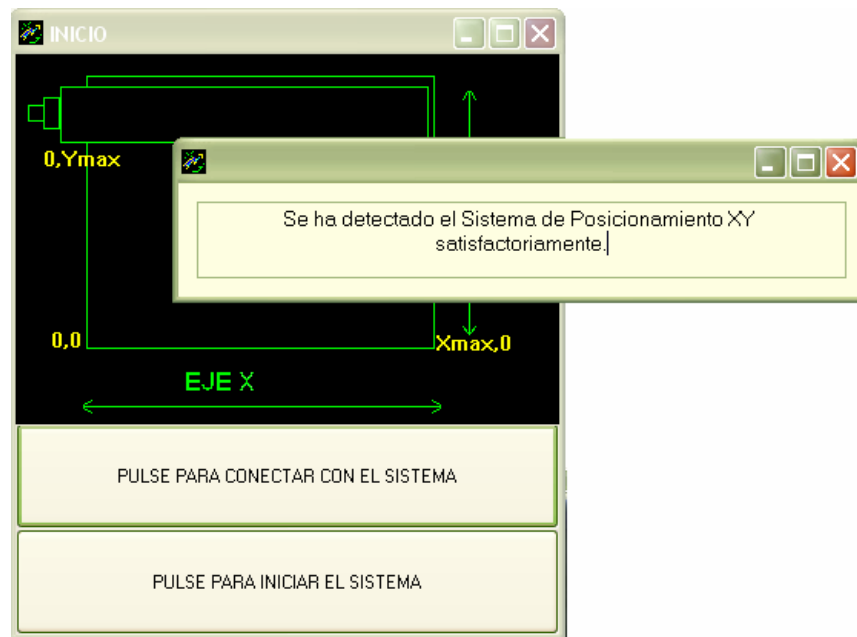 INICIO
0,Ymax
Se ha detectado el Sistema de Posicionamiento XY
satisfactoriamente.
0,0
Xmax,0
EJE X
PULSE PARA CONECTAR CON EL SISTEMA
PULSE PARA INICIAR EL SISTEMA